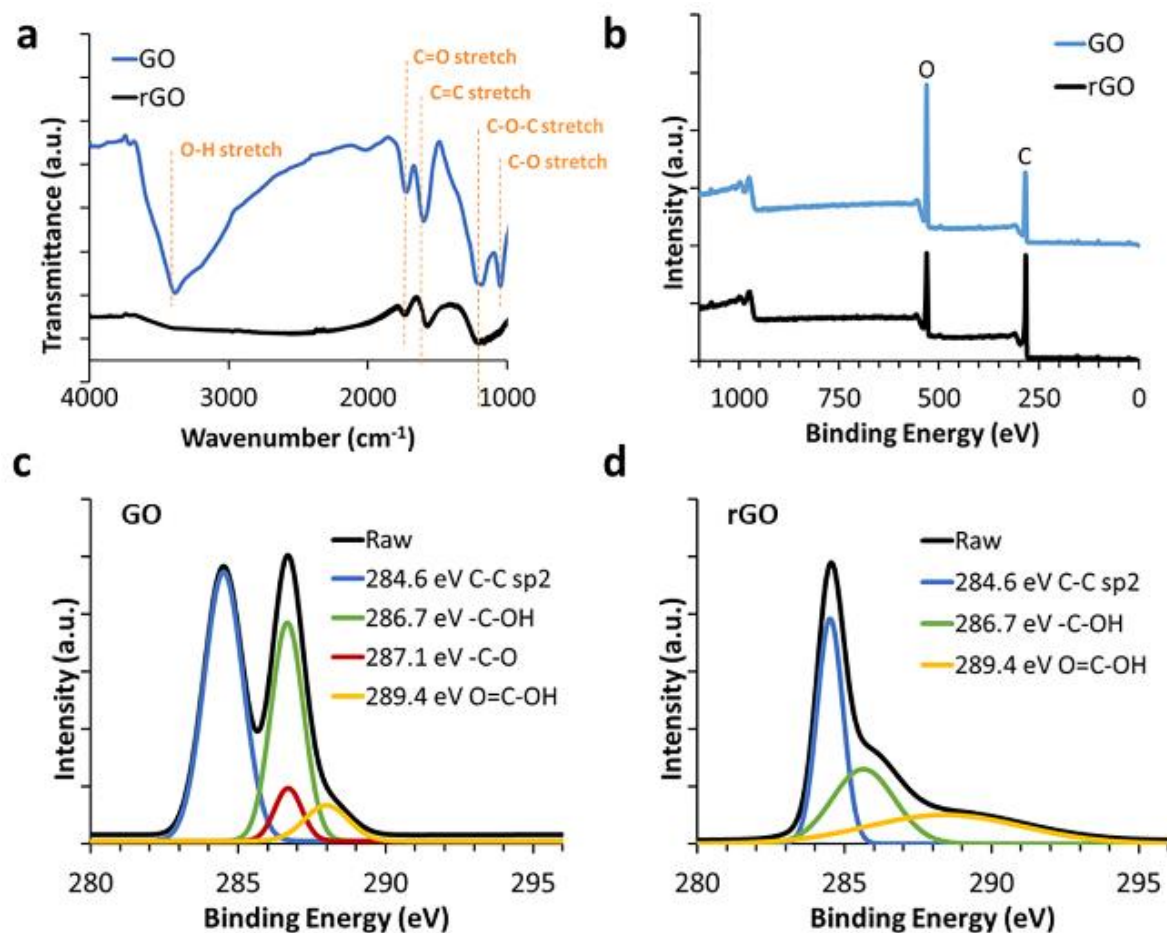 a
GO
rGO
O-H stretch
C=O stretch
C=C stretch
C-O-C stretch
C-O stretch
Transmittance (a.u.)
4000 3000 2000 1000
Wavenumber (cm⁻¹)
b
GO
rGO
O
C
Intensity (a.u.)
1000 750 500 250 0
Binding Energy (eV)
c
GO
Raw
284.6 eV C-C sp2
286.7 eV -C-OH
287.1 eV -C-O
289.4 eV O=C-OH
Intensity (a.u.)
280 285 290 295
Binding Energy (eV)
d
rGO
Raw
284.6 eV C-C sp2
286.7 eV -C-OH
289.4 eV O=C-OH
Intensity (a.u.)
280 285 290 295
Binding Energy (eV)